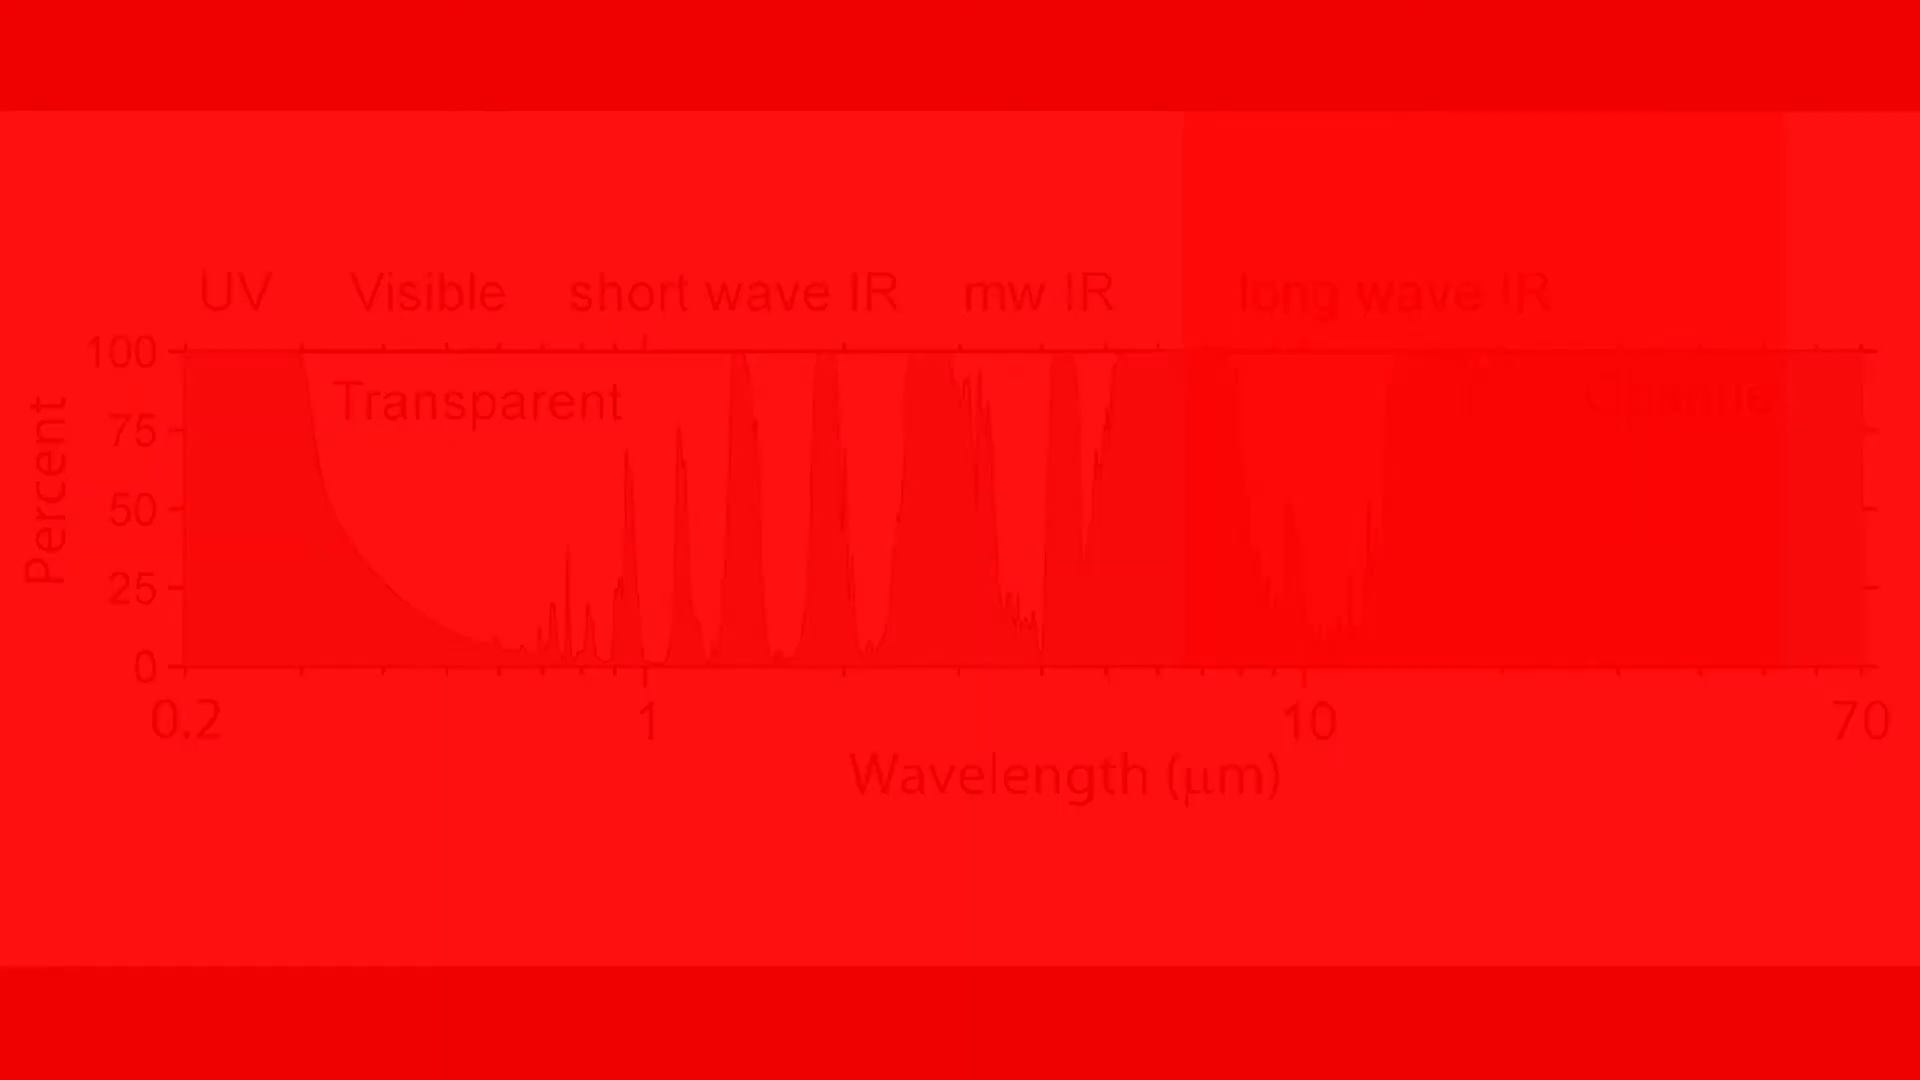 UV Visible short wave IR mw IR long wave IR
100
Transparent
75
50
25
0
Percent
0.2 1 10 70
Wavelength (μm)